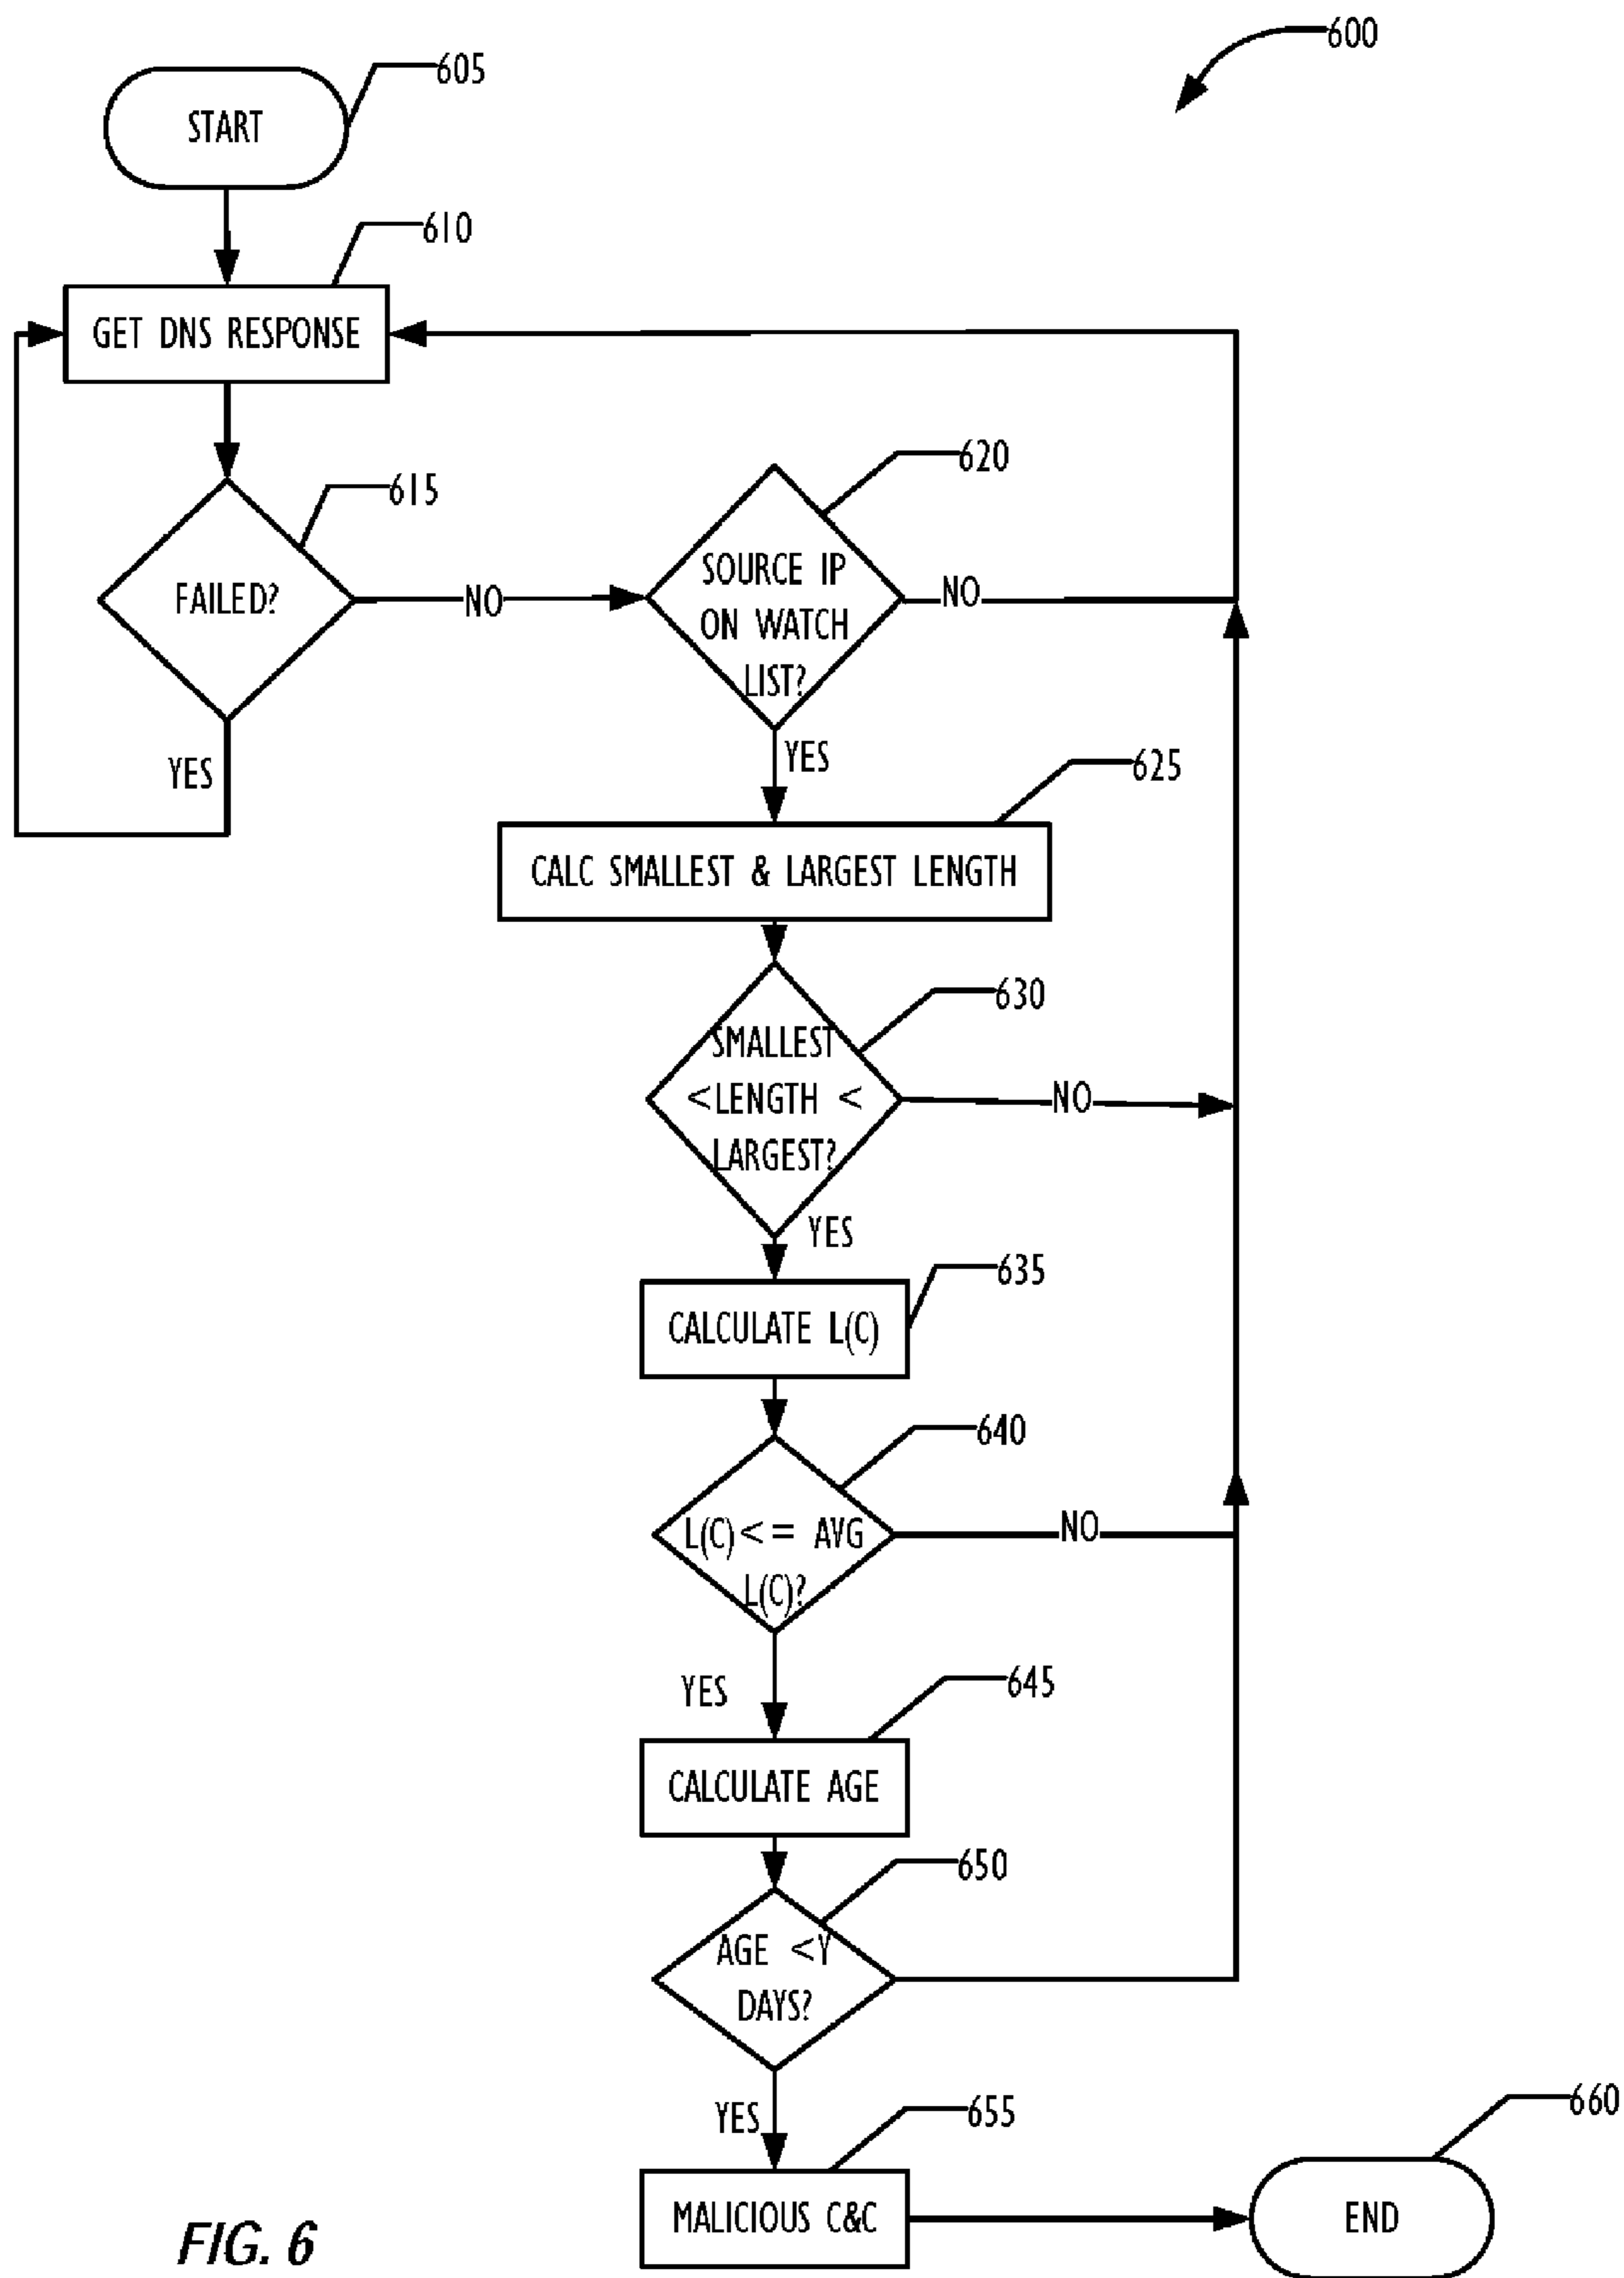 600
605
START
610
GET DNS RESPONSE
615
FAILED?
NO
YES
620
SOURCE IP
ON WATCH
LIST?
NO
YES
625
CALC SMALLEST & LARGEST LENGTH
630
SMALLEST
<LENGTH <
LARGEST?
NO
YES
635
CALCULATE L(C)
640
L(C)<= AVG
L(C)?
NO
YES
645
CALCULATE AGE
650
AGE <Y
DAYS?
YES
655
MALICIOUS C&C
660
END
FIG. 6